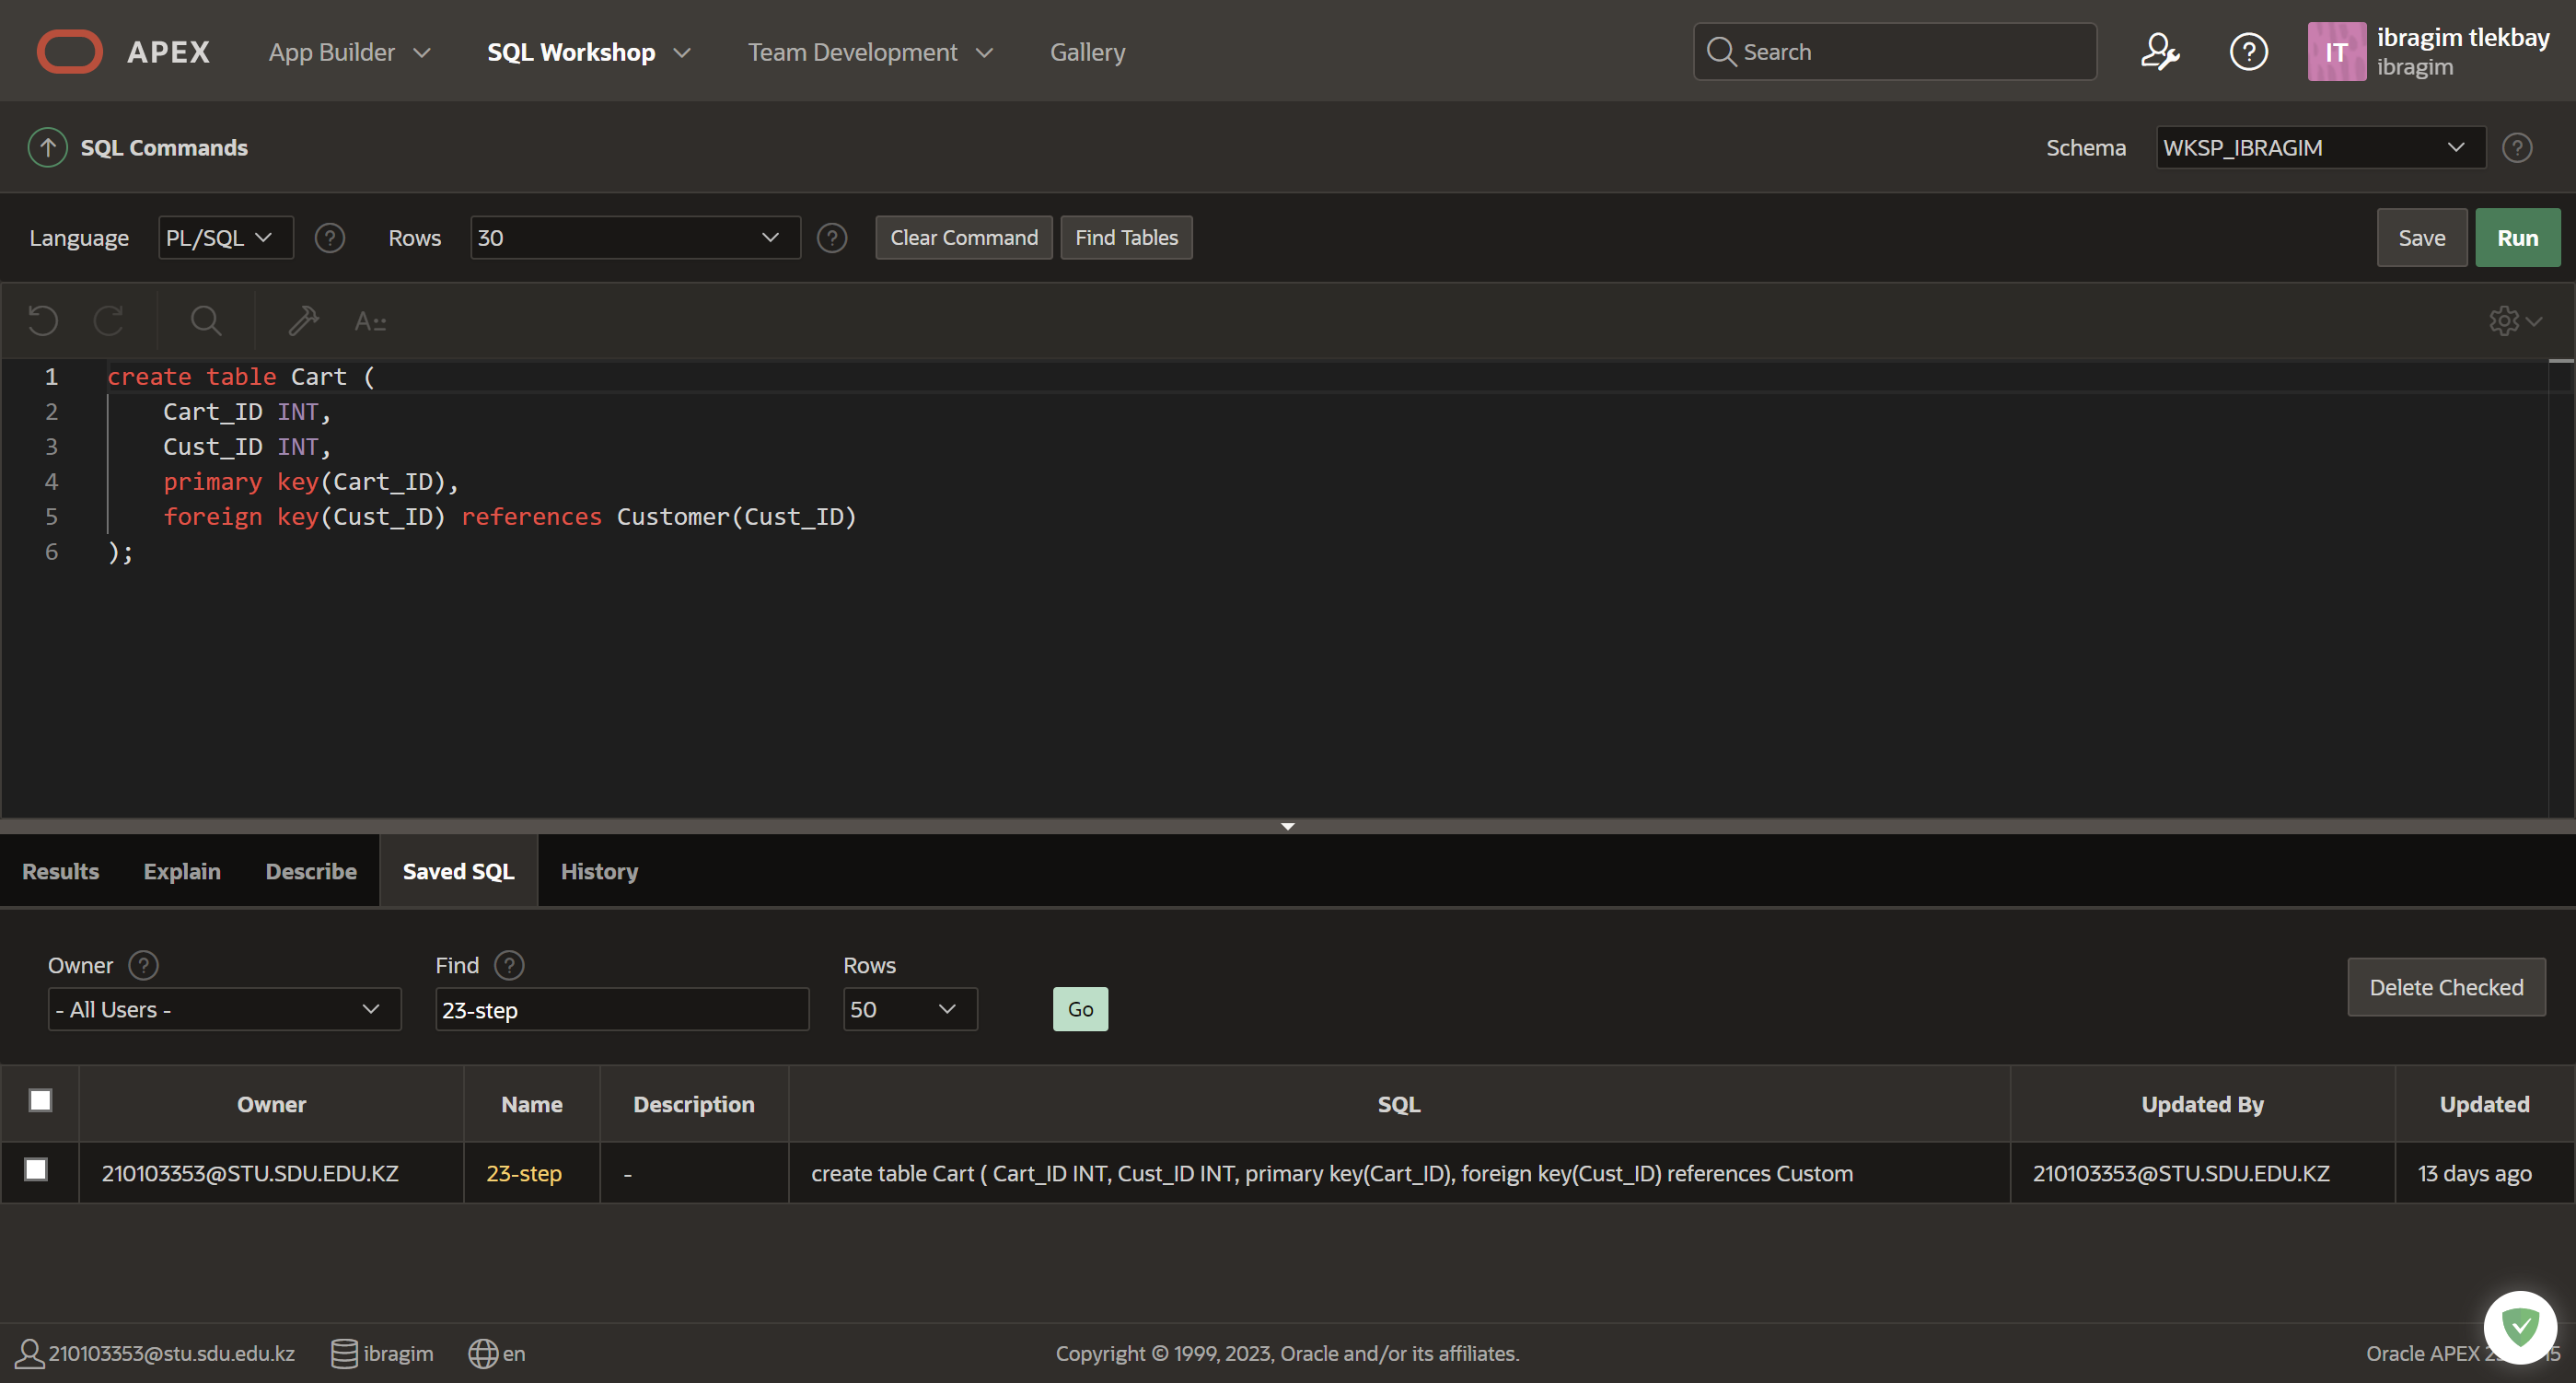 APEX App Builder SQL Workshop Team Development Gallery Search IT ibragim tlekbay
ibragim
SQL Commands Schema WKSP_IBRAGIM
Language PL/SQL Rows 30 Clear Command Find Tables Save Run
1 create table Cart (
2 Cart_ID INT,
3 Cust_ID INT,
4 primary key(Cart_ID),
5 foreign key(Cust_ID) references Customer(Cust_ID)
6 );
Results Explain Describe Saved SQL History
Owner Find Rows
- All Users - 23-step 50 Go Delete Checked
Owner Name Description SQL Updated By Updated
210103353@STU.SDU.EDU.KZ 23-step - create table Cart ( Cart_ID INT, Cust_ID INT, primary key(Cart_ID), foreign key(Cust_ID) references Custom 210103353@STU.SDU.EDU.KZ 13 days ago
210103353@stu.sdu.edu.kz ibragim en Copyright © 1999, 2023, Oracle and/or its affiliates. Oracle APEX